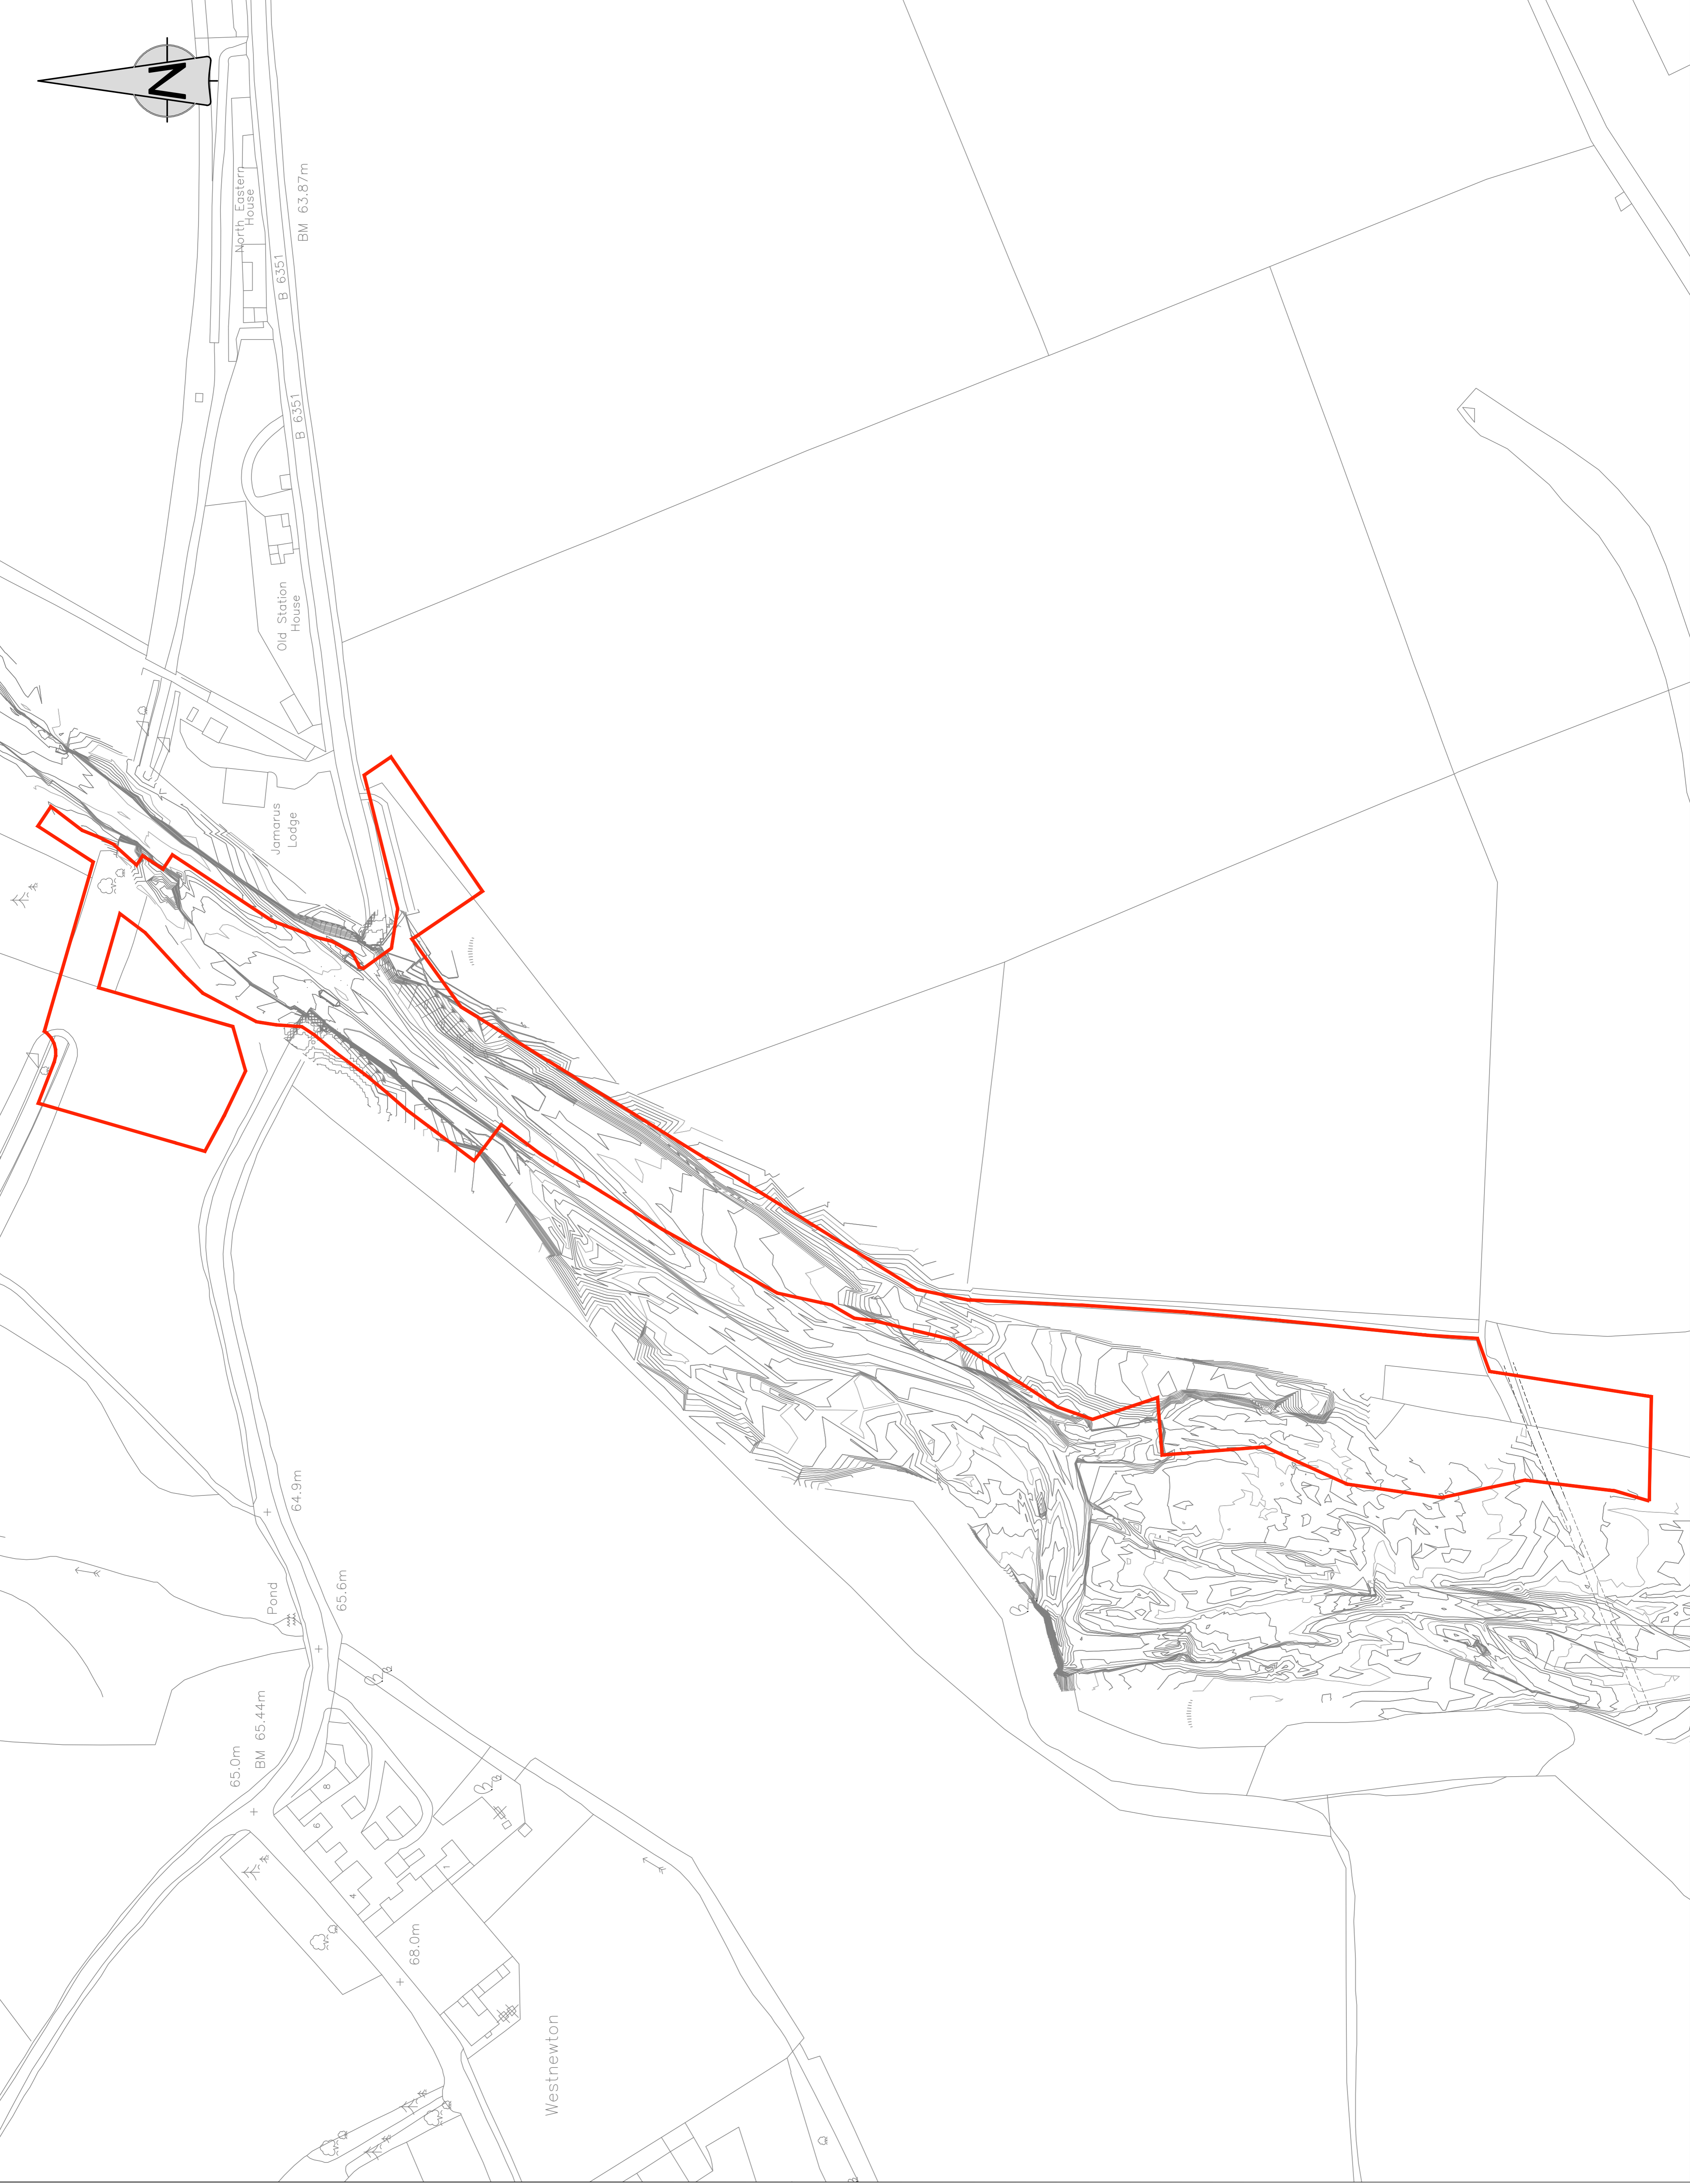 N
North Eastern
House
BM 63.87m
B 6351
B 6351
Old Station
House
Jamarus
Lodge
64.9m
Pond
65.6m
BM 65.44m
65.0m
8
6
4
1
68.0m
Westnewton